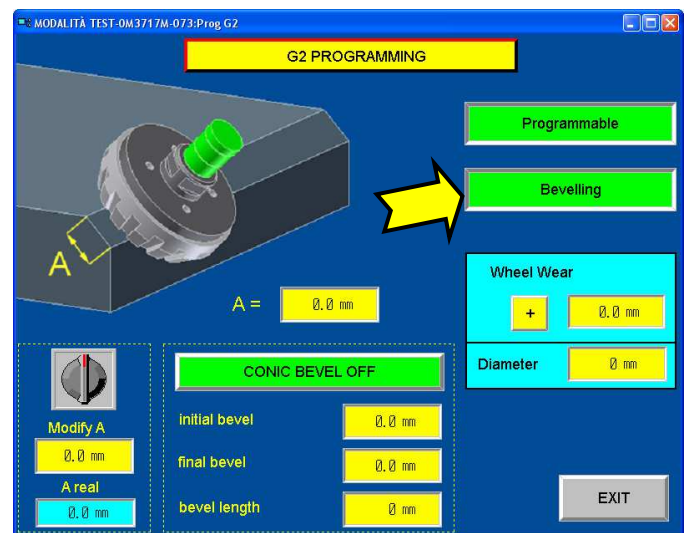 MODALITÀ TEST-0M3717M-073:Prog G2
G2 PROGRAMMING
Programmable
Bevelling
A
A = 0.0 mm
Wheel Wear
+ 0.0 mm
Diameter 0 mm
Modify A
0.0 mm
A real
0.0 mm
CONIC BEVEL OFF
initial bevel 0.0 mm
final bevel 0.0 mm
bevel length 0 mm
EXIT